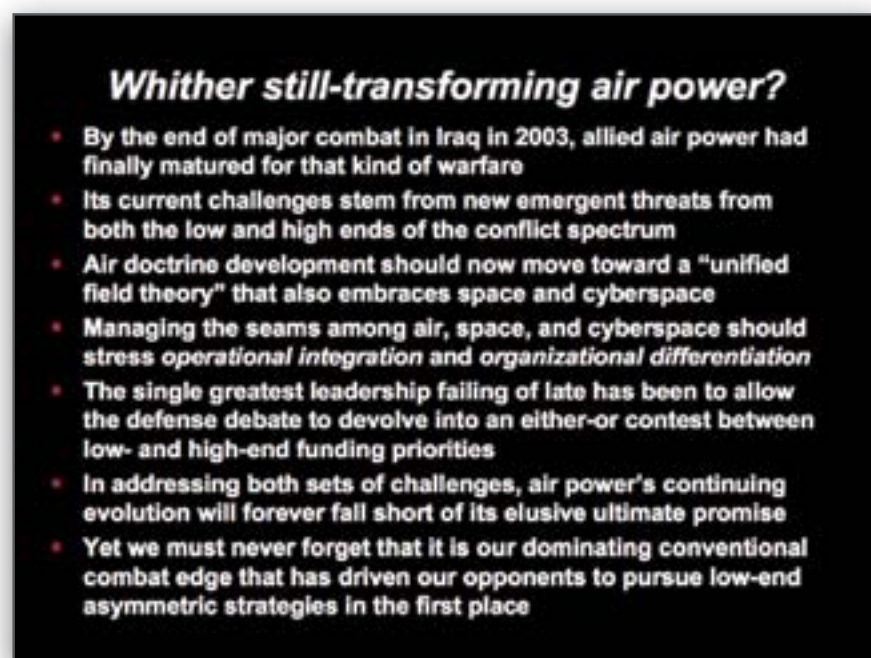 Whither still-transforming air power?
• By the end of major combat in Iraq in 2003, allied air power had
finally matured for that kind of warfare
• Its current challenges stem from new emergent threats from
both the low and high ends of the conflict spectrum
• Air doctrine development should now move toward a “unified
field theory” that also embraces space and cyberspace
• Managing the seams among air, space, and cyberspace should
stress operational integration and organizational differentiation
• The single greatest leadership failing of late has been to allow
the defense debate to devolve into an either-or contest between
low- and high-end funding priorities
• In addressing both sets of challenges, air power’s continuing
evolution will forever fall short of its elusive ultimate promise
• Yet we must never forget that it is our dominating conventional
combat edge that has driven our opponents to pursue low-end
asymmetric strategies in the first place